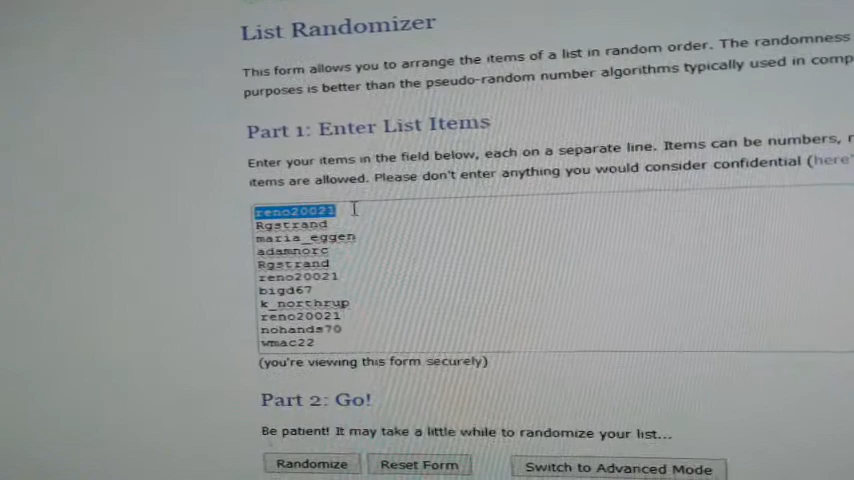 List Randomizer
This form allows you to arrange the items of a list in random order. The randomness
purposes is better than the pseudo-random number algorithms typically used in comp
Part 1: Enter List Items
Enter your items in the field below, each on a separate line. Items can be numbers, n
items are allowed. Please don't enter anything you would consider confidential (here'
reno20021
Rgstrand
maria_eggen
adamnorc
Rgstrand
reno20021
bigd67
k_northrup
reno20021
nohands70
wmac22
(you're viewing this form securely)
Part 2: Go!
Be patient! It may take a little while to randomize your list...
Randomize Reset Form Switch to Advanced Mode